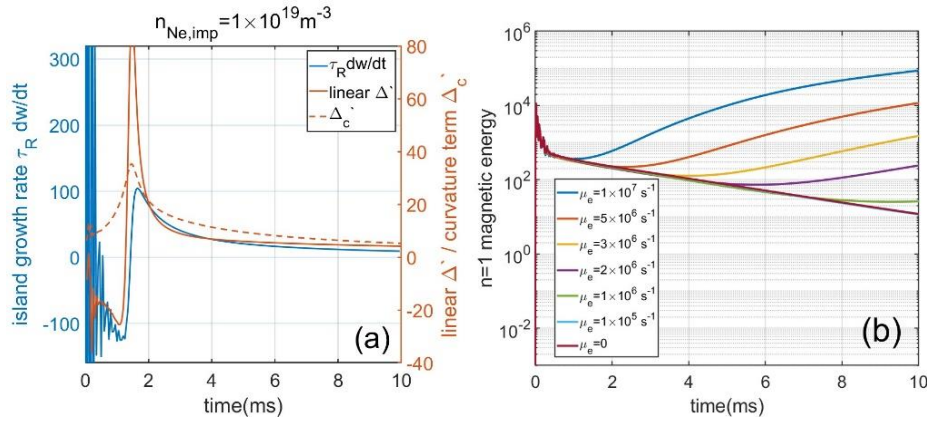 n_Ne,imp=1×10^19 m^-3
island growth rate τ_R dw/dt
300
200
100
0
-100
τ_R dw/dt
linear Δ`
Δ_c`
80
60
40
20
0
-20
-40
linear Δ` / curvature term Δ_c`
(a)
0 2 4 6 8 10
time(ms)
n=1 magnetic energy
10^6
10^4
10^2
10^0
10^-2
μ_e=1×10^7 s^-1
μ_e=5×10^6 s^-1
μ_e=3×10^6 s^-1
μ_e=2×10^6 s^-1
μ_e=1×10^6 s^-1
μ_e=1×10^5 s^-1
μ_e=0
(b)
0 2 4 6 8 10
time(ms)